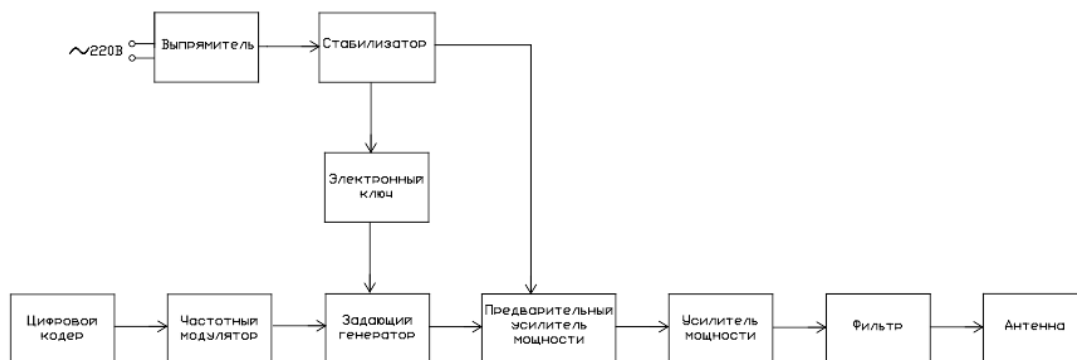 ~220В
Выпрямитель
Стабилизатор
Электронный
ключ
Цифровой
кодер
Частотный
модулятор
Задающий
генератор
Предварительный
усилитель
мощности
Усилитель
мощности
Фильтр
Антенна